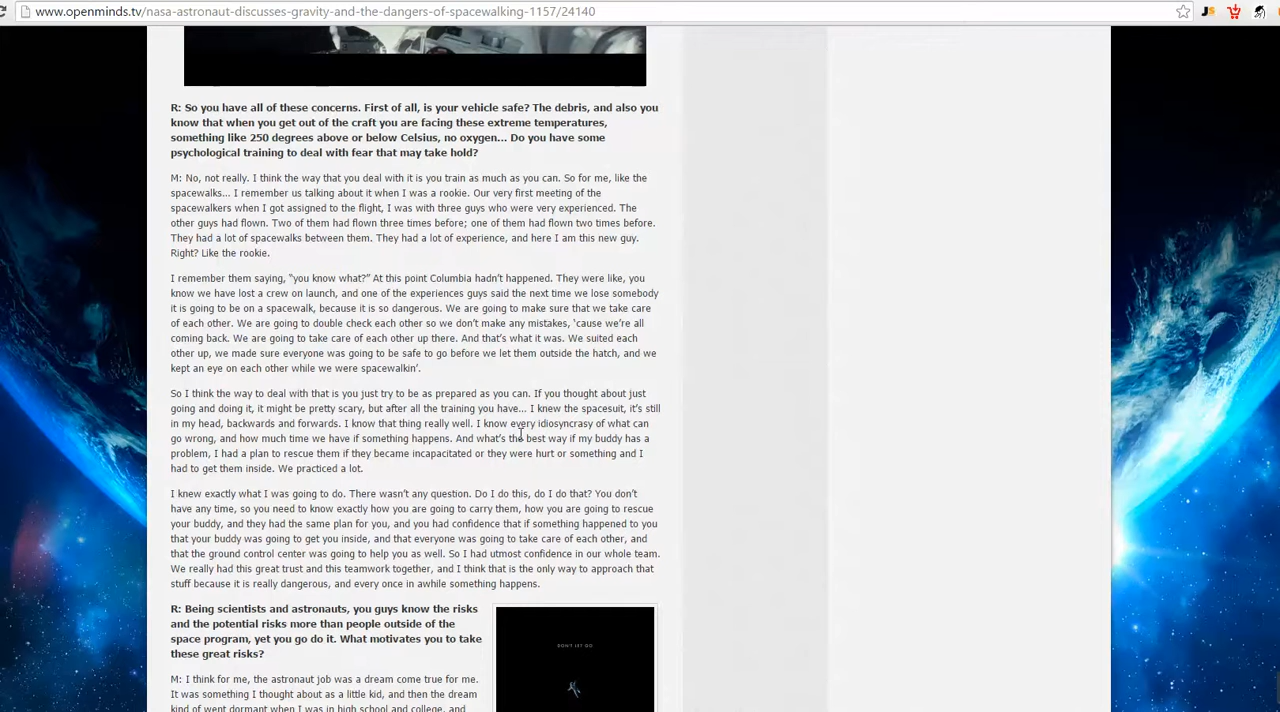 www.openminds.tv/nasa-astronaut-discusses-gravity-and-the-dangers-of-spacewalking-1157/24140
JS
R: So you have all of these concerns. First of all, is your vehicle safe? The debris, and also you
know that when you get out of the craft you are facing these extreme temperatures,
something like 250 degrees above or below Celsius, no oxygen... Do you have some
psychological training to deal with fear that may take hold?
M: No, not really. I think the way that you deal with it is you train as much as you can. So for me, like the
spacewalks... I remember us talking about it when I was a rookie. Our very first meeting of the
spacewalkers when I got assigned to the flight, I was with three guys who were very experienced. The
other guys had flown. Two of them had flown three times before; one of them had flown two times before.
They had a lot of spacewalks between them. They had a lot of experience, and here I am this new guy.
Right? Like the rookie.
I remember them saying, “you know what?” At this point Columbia hadn’t happened. They were like, you
know we have lost a crew on launch, and one of the experiences guys said the next time we lose somebody
it is going to be on a spacewalk, because it is so dangerous. We are going to make sure that we take care
of each other. We are going to double check each other so we don’t make any mistakes, ‘cause we’re all
coming back. We are going to take care of each other up there. And that’s what it was. We suited each
other up, we made sure everyone was going to be safe to go before we let them outside the hatch, and we
kept an eye on each other while we were spacewalkin’.
So I think the way to deal with that is you just try to be as prepared as you can. If you thought about just
going and doing it, it might be pretty scary, but after all the training you have... I knew the spacesuit, it’s still
in my head, backwards and forwards. I know that thing really well. I know every idiosyncrasy of what can
go wrong, and how much time we have if something happens. And what’s the best way if my buddy has a
problem, I had a plan to rescue them if they became incapacitated or they were hurt or something and I
had to get them inside. We practiced a lot.
I knew exactly what I was going to do. There wasn’t any question. Do I do this, do I do that? You don’t
have any time, so you need to know exactly how you are going to carry them, how you are going to rescue
your buddy, and they had the same plan for you, and you had confidence that if something happened to you
that your buddy was going to get you inside, and that everyone was going to take care of each other, and
that the ground control center was going to help you as well. So I had utmost confidence in our whole team.
We really had this great trust and this teamwork together, and I think that is the only way to approach that
stuff because it is really dangerous, and every once in awhile something happens.
R: Being scientists and astronauts, you guys know the risks
and the potential risks more than people outside of the
space program, yet you go do it. What motivates you to take
these great risks?
DON'T LET GO
M: I think for me, the astronaut job was a dream come true for me.
It was something I thought about as a little kid, and then the dream
kind of went dormant when I was in high school and college, and